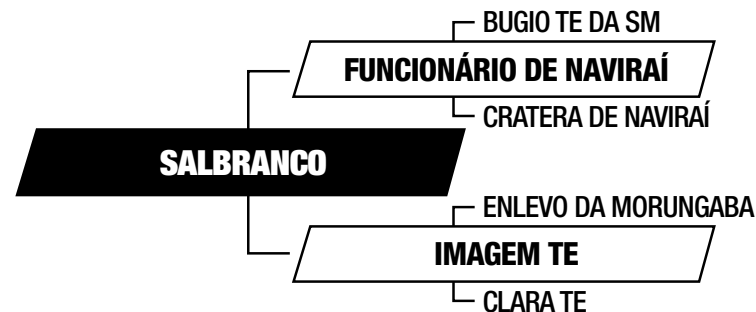 BUGIO TE DA SM
FUNCIONÁRIO DE NAVIRAÍ
CRATERA DE NAVIRAÍ
SALBRANCO
ENLEVO DA MORUNGABA
IMAGEM TE
CLARA TE